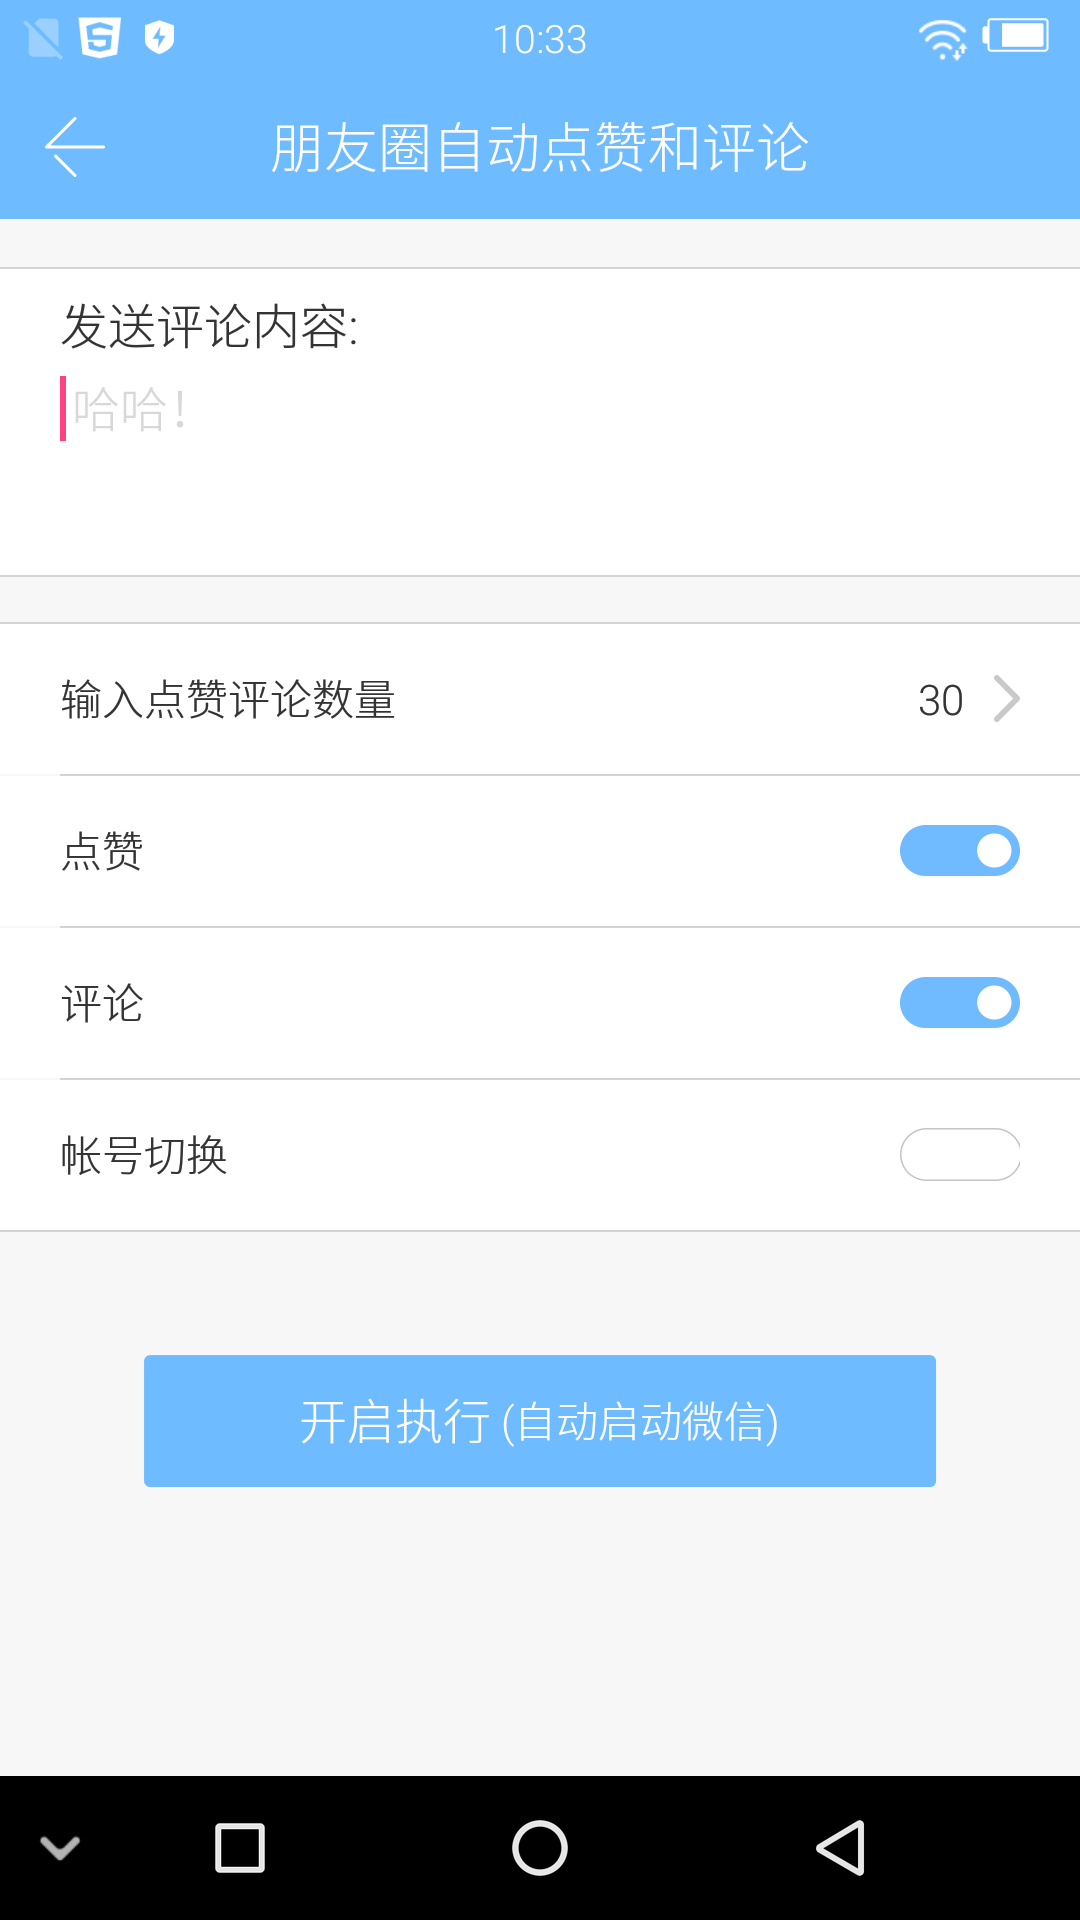 10:33
朋友圈自动点赞和评论
发送评论内容:
哈哈!
输入点赞评论数量 30
点赞
评论
帐号切换
开启执行 (自动启动微信)